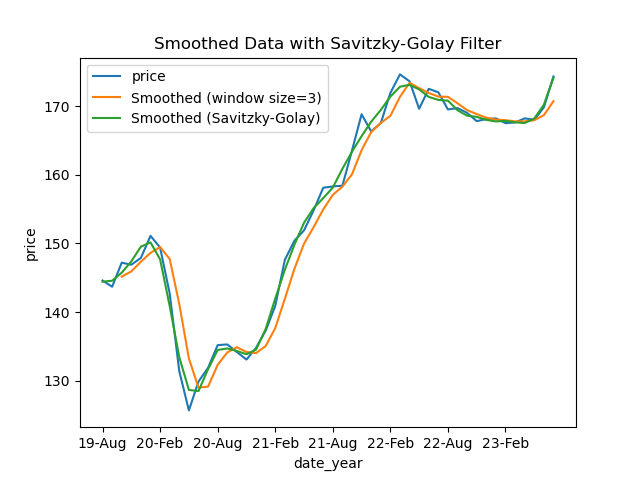 Smoothed Data with Savitzky-Golay Filter
price
Smoothed (window size=3)
Smoothed (Savitzky-Golay)
170
160
150
140
130
price
19-Aug
20-Feb
20-Aug
21-Feb
21-Aug
22-Feb
22-Aug
23-Feb
date_year